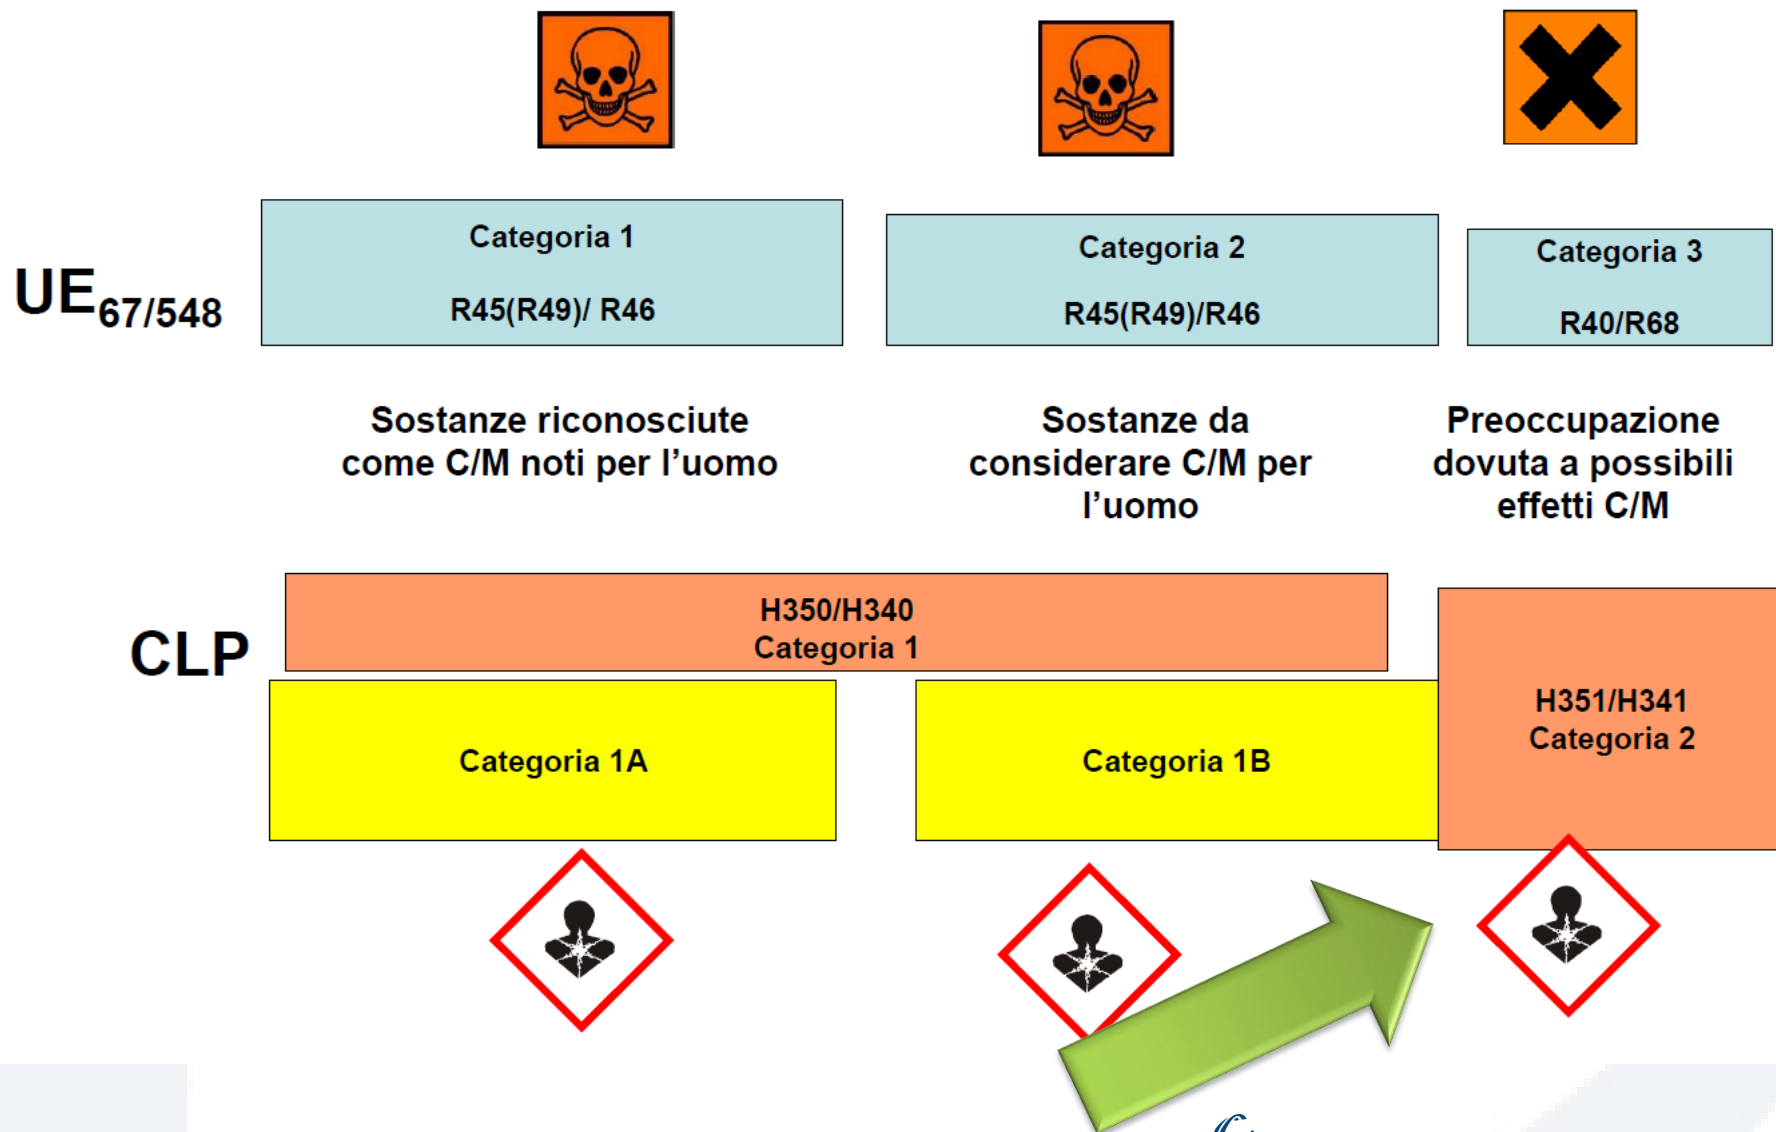 Categoria 1
R45(R49)/ R46
Categoria 2
R45(R49)/R46
Categoria 3
R40/R68
UE67/548
Sostanze riconosciute
come C/M noti per l'uomo
Sostanze da
considerare C/M per
l'uomo
Preoccupazione
dovuta a possibili
effetti C/M
CLP
H350/H340
Categoria 1
Categoria 1A
Categoria 1B
H351/H341
Categoria 2